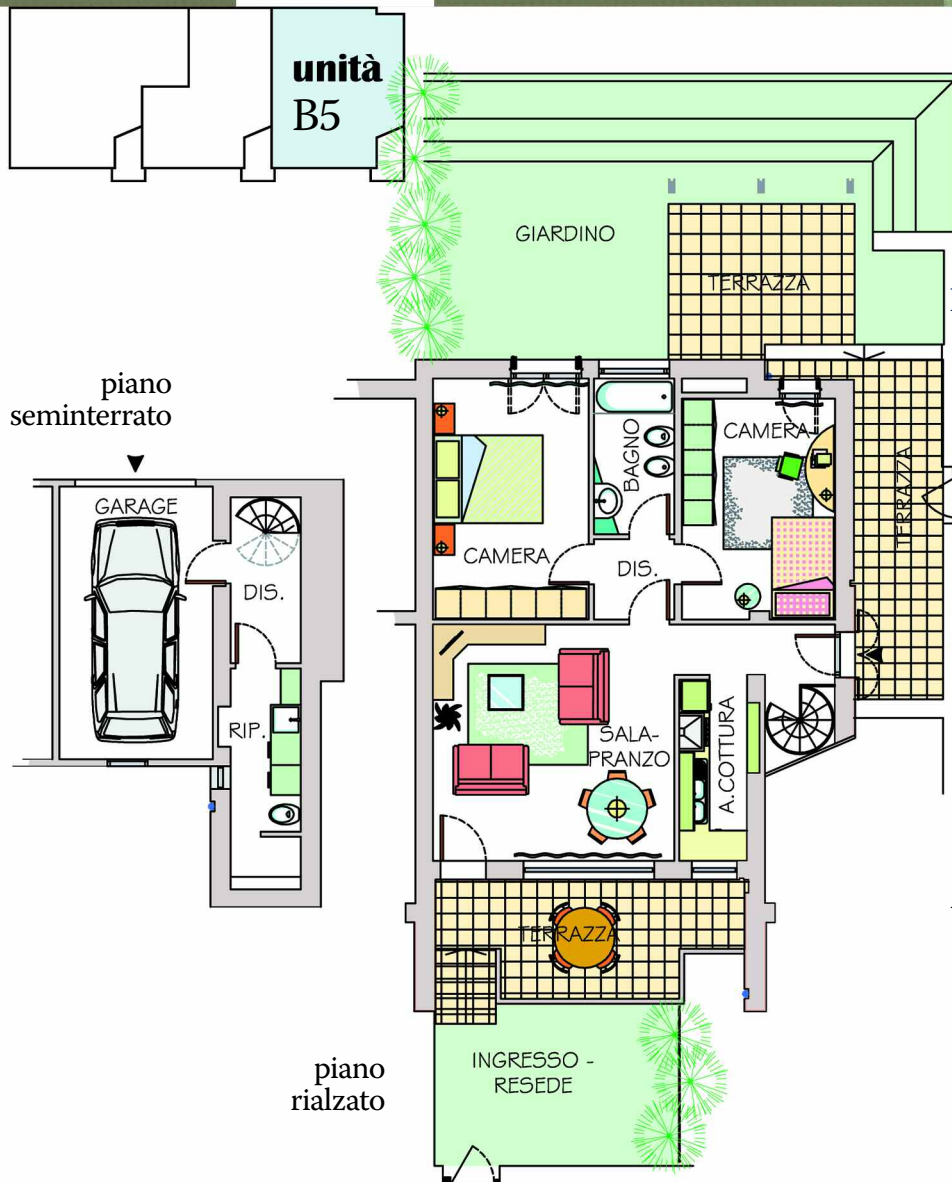 unità
B5
GIARDINO
TERRAZZA
piano
seminterrato
CAMERA
BAGNO
TERRAZZA
GARAGE
CAMERA
DIS.
DIS.
RIP.
SALA-
PRANZO
A.COTTURA
TERRAZZA
INGRESSO -
RESEDE
piano
rialzato